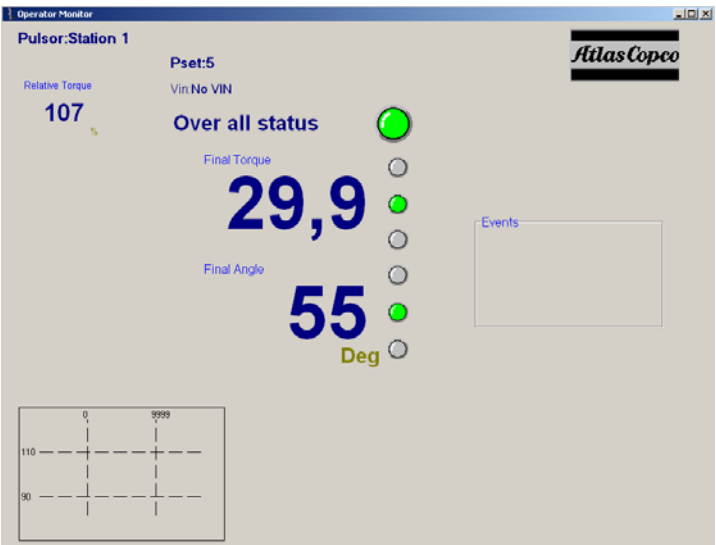 Operator Monitor
Pulsor:Station 1
Atlas Copco
Pset:5
Relative Torque
Vin:No VIN
107
%
Over all status
Final Torque
29,9
Events
Final Angle
55
Deg
0 9999
110
90